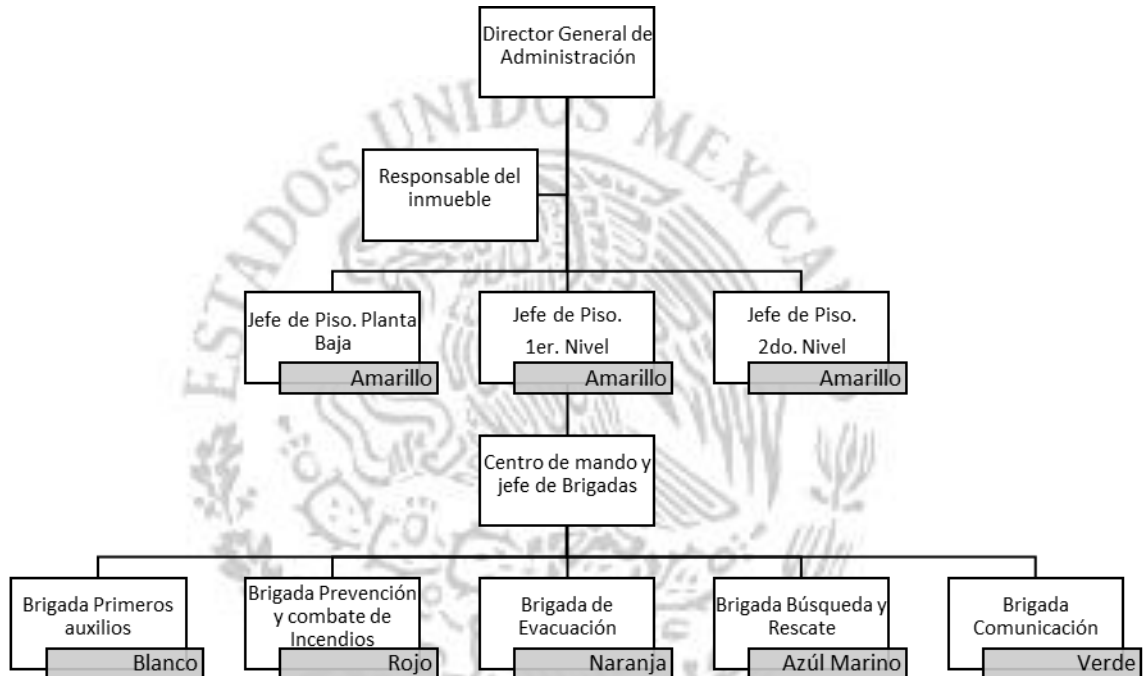 Director General de
Administración
ESTADOS UNIDOS MEXICANOS
Responsable del
inmueble
Jefe de Piso. Planta
Baja
Amarillo
Jefe de Piso.
1er. Nivel
Amarillo
Jefe de Piso.
2do. Nivel
Amarillo
Centro de mando y
jefe de Brigadas
Brigada Primeros
auxilios
Blanco
Brigada Prevención
y combate de
Incendios
Rojo
Brigada de
Evacuación
Naranja
Brigada Búsqueda y
Rescate
Azúl Marino
Brigada
Comunicación
Verde